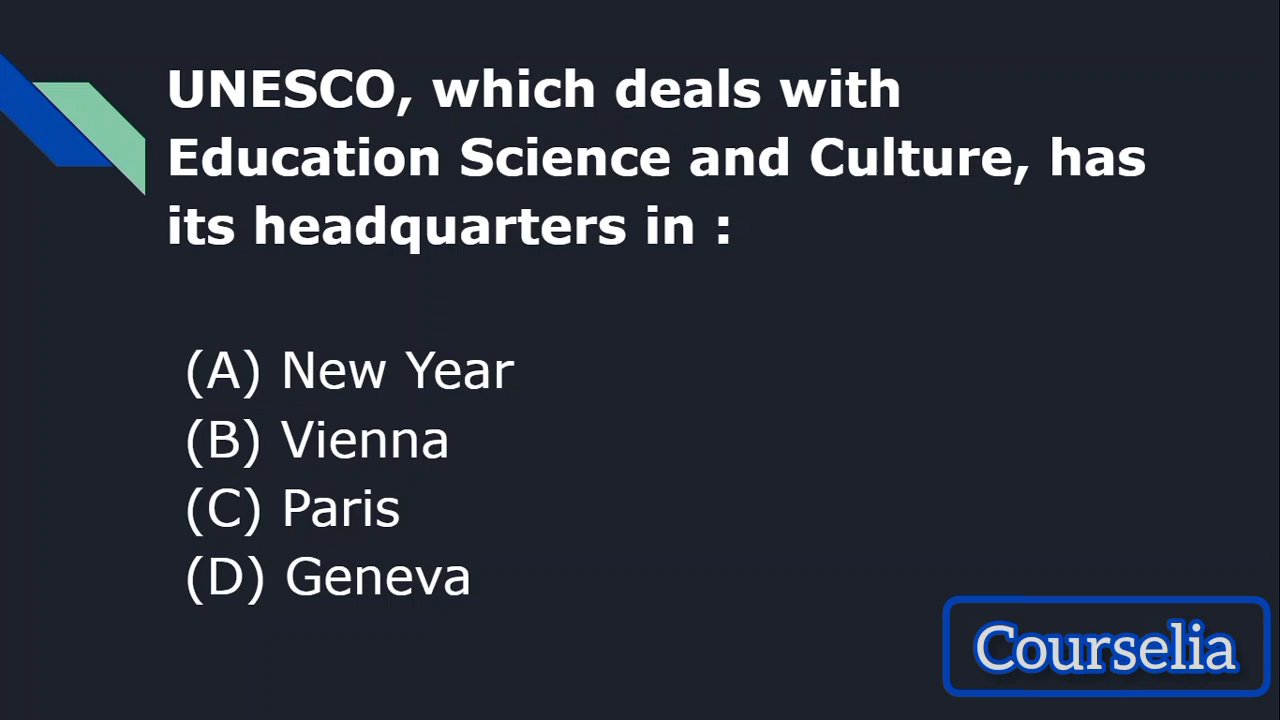 UNESCO, which deals with
Education Science and Culture, has
its headquarters in :
(A) New Year
(B) Vienna
(C) Paris
(D) Geneva
Courselia